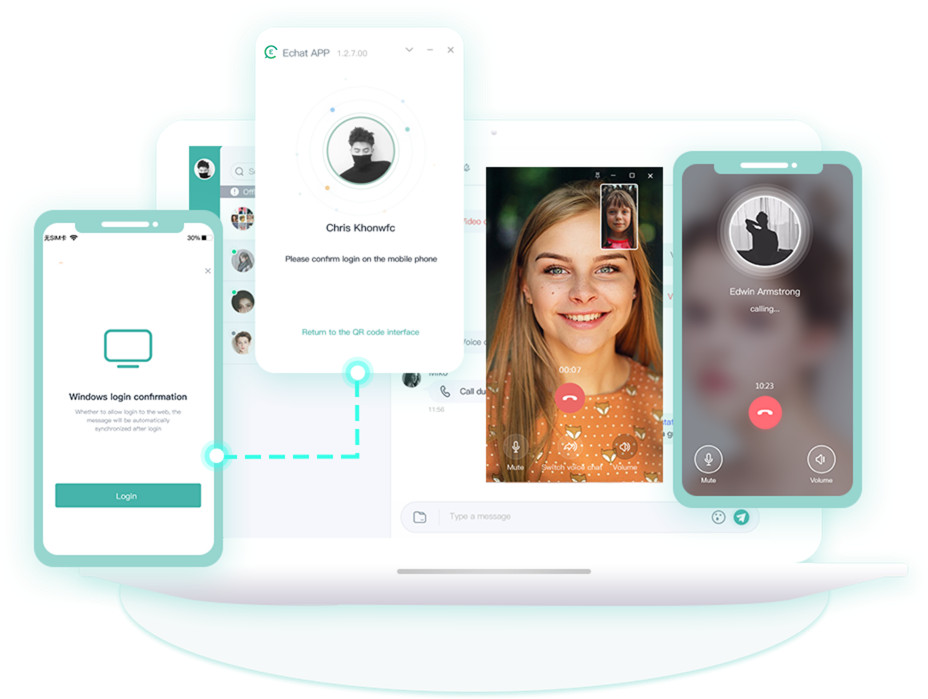 Echat APP 1.2.7.00
Chris Khonwfc
Please confirm login on the mobile phone
Return to the QR code interface
无SIM卡
30%
Windows login confirmation
Whether to allow login to the web, the
message will be automatically
synchronized after login
Login
Call du
11:56
Type a message
00:07
Mute
Switch voice chat
Volume
Edwin Armstrong
calling...
10:23
Mute
Volume